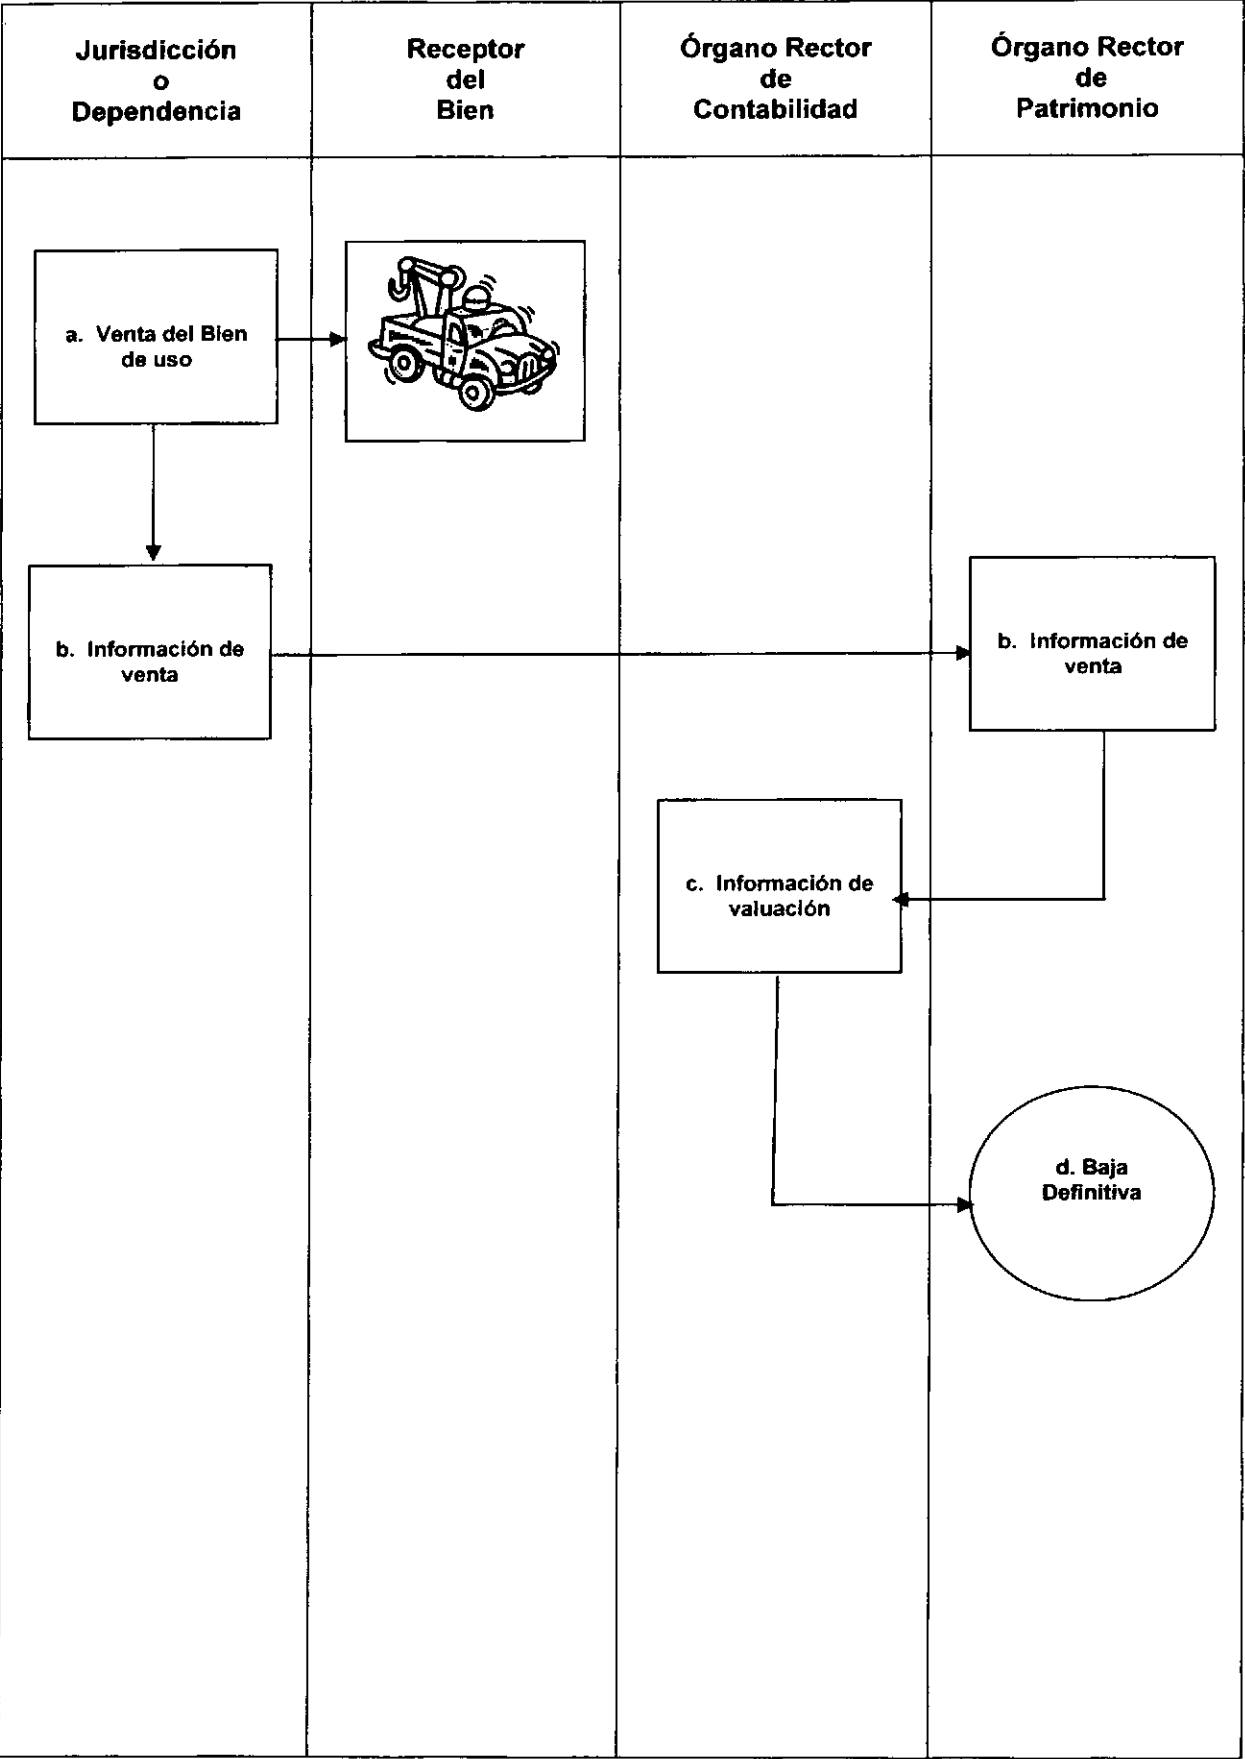 Jurisdicción
o
Dependencia
Receptor
del
Bien
Órgano Rector
de
Contabilidad
Órgano Rector
de
Patrimonio
a. Venta del Bien
de uso
b. Información de
venta
b. Información de
venta
c. Información de
valuación
d. Baja
Definitiva